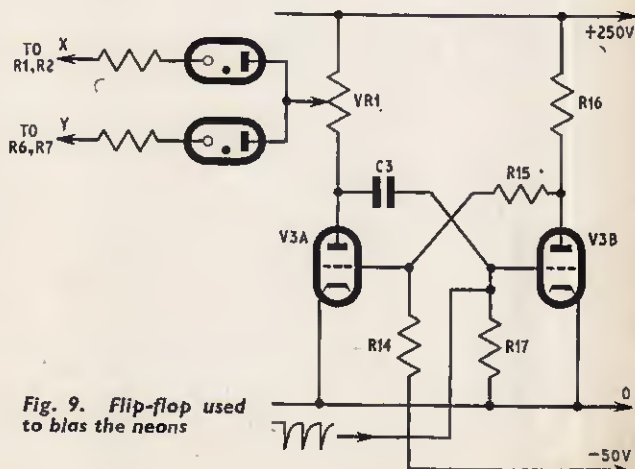 TO X
R1, R2
TO Y
R6, R7
VR1
+250V
R16
C3
R15
V3A
V3B
R14
R17
Fig. 9. Flip-flop used
to bias the neons
0
−50V